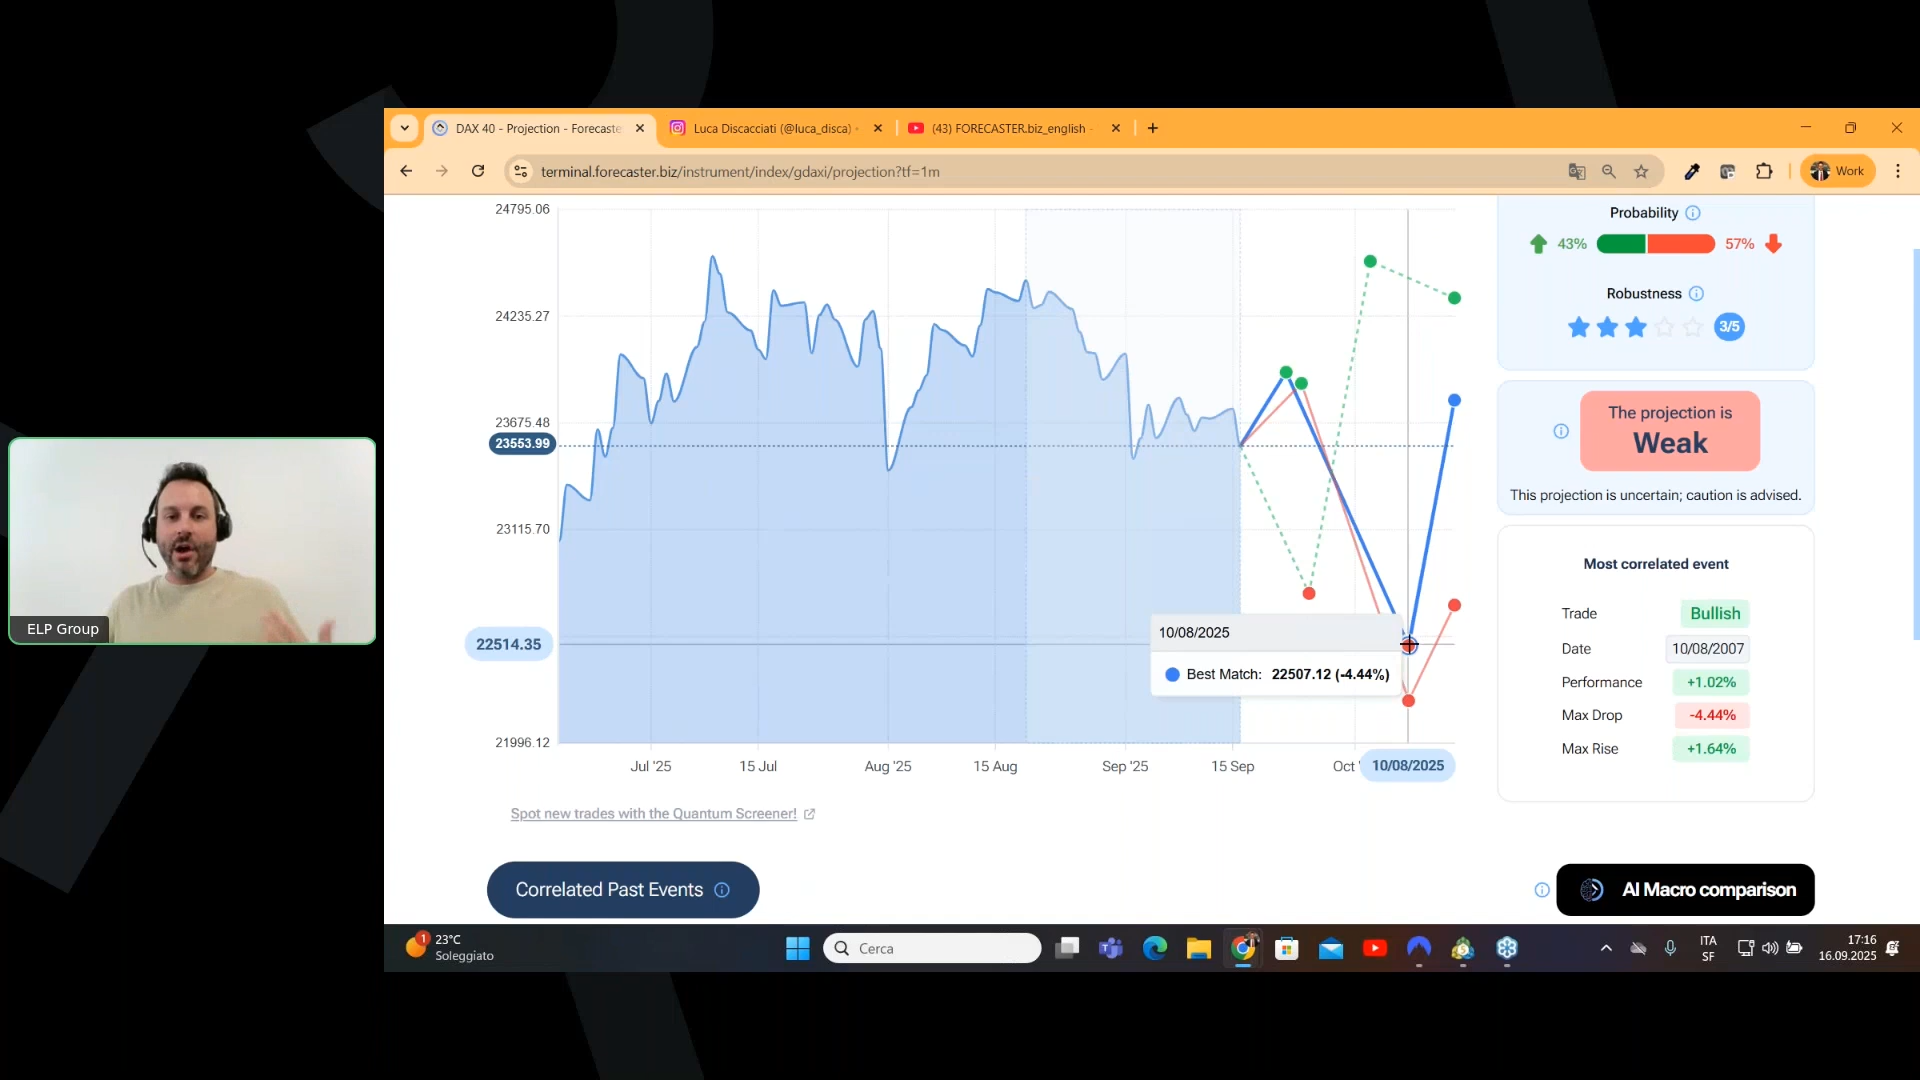 DAX 40 - Projection - Forecaste
Luca Discacciati (@luca_disca) •
(43) FORECASTER.biz_english -
terminal.forecaster.biz/instrument/index/gdaxi/projection?tf=1m
Work
24795.06
24235.27
23675.48
23553.99
23115.70
22514.35
21996.12
10/08/2025
Best Match: 22507.12 (-4.44%)
Jul '25
15 Jul
Aug '25
15 Aug
Sep '25
15 Sep
Oct '
10/08/2025
Spot new trades with the Quantum Screener!
Correlated Past Events
Probability
43%
57%
Robustness
3/5
The projection is
Weak
This projection is uncertain; caution is advised.
Most correlated event
Trade Bullish
Date 10/08/2007
Performance +1.02%
Max Drop -4.44%
Max Rise +1.64%
AI Macro comparison
ELP Group
1
23°C
Soleggiato
Cerca
ITA
SF
17:16
16.09.2025